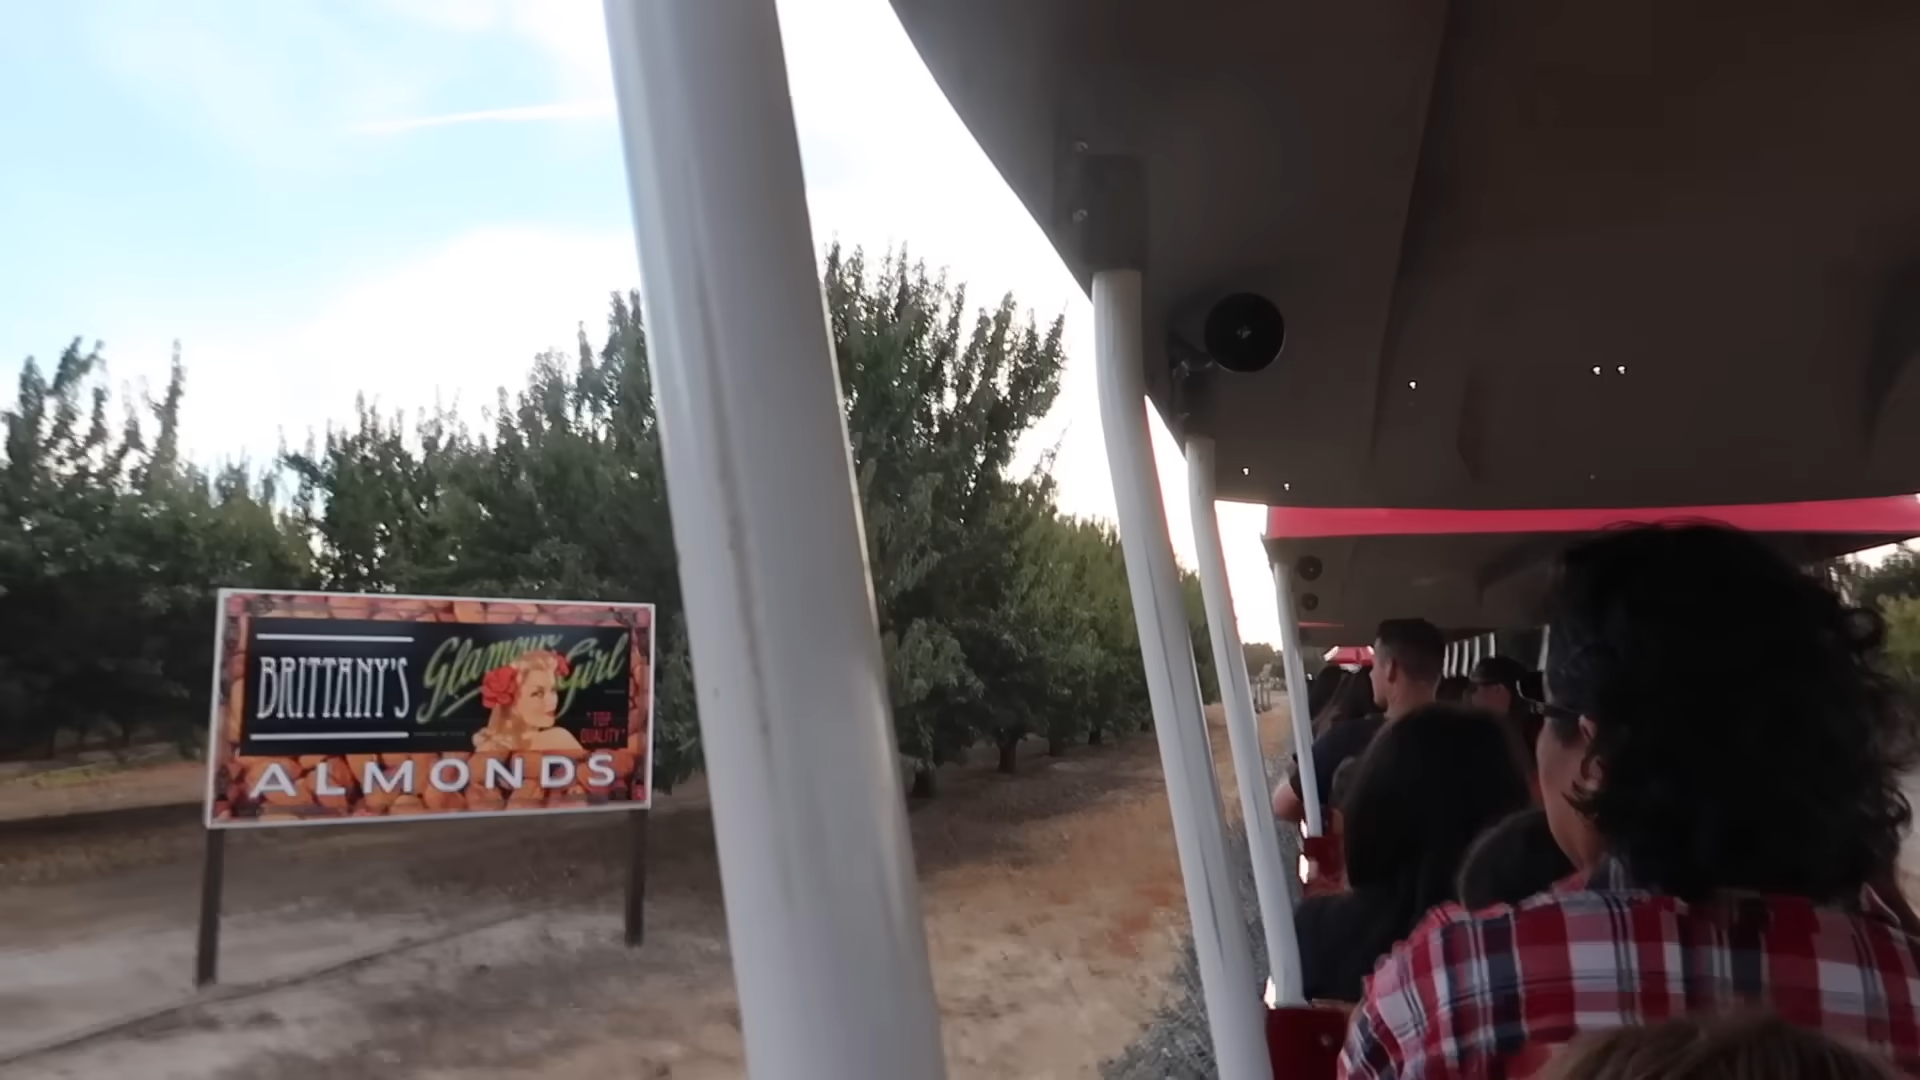 BRITTANY'S
Glamour Girl
"TOP
QUALITY"
ALMONDS